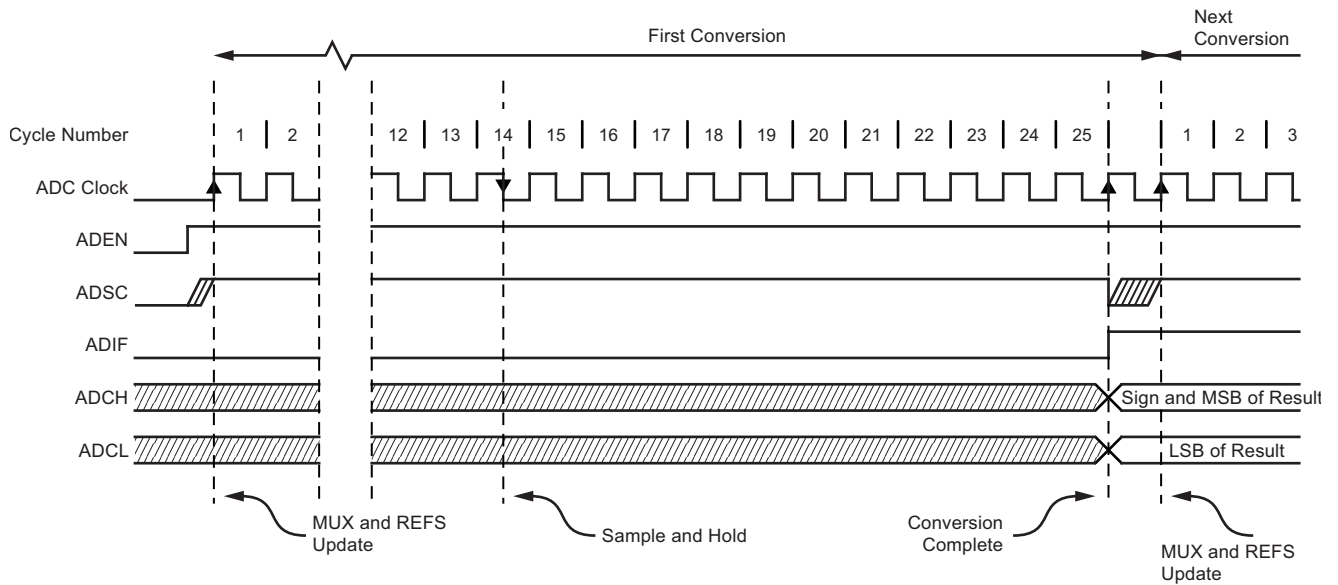 First Conversion
Next
Conversion
Cycle Number 1 2 12 13 14 15 16 17 18 19 20 21 22 23 24 25 1 2 3
ADC Clock
ADEN
ADSC
ADIF
ADCH Sign and MSB of Result
ADCL LSB of Result
MUX and REFS
Update
Sample and Hold
Conversion
Complete
MUX and REFS
Update